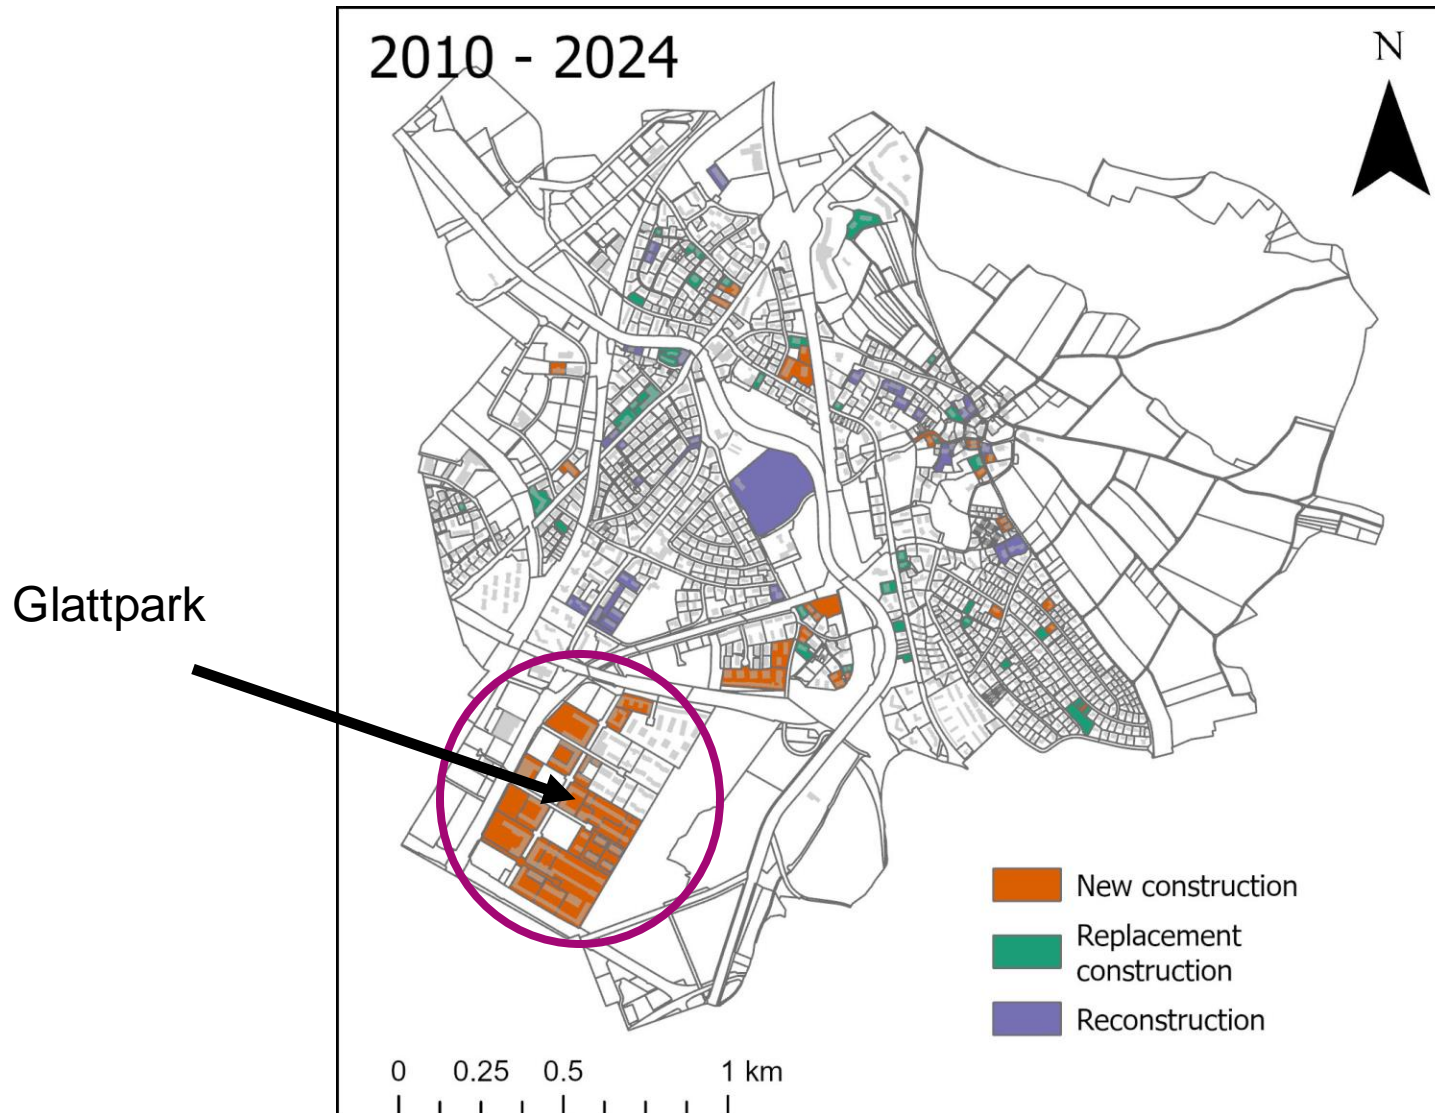 2010 - 2024
N
Glattpark
New construction
Replacement
construction
Reconstruction
0 0.25 0.5 1 km